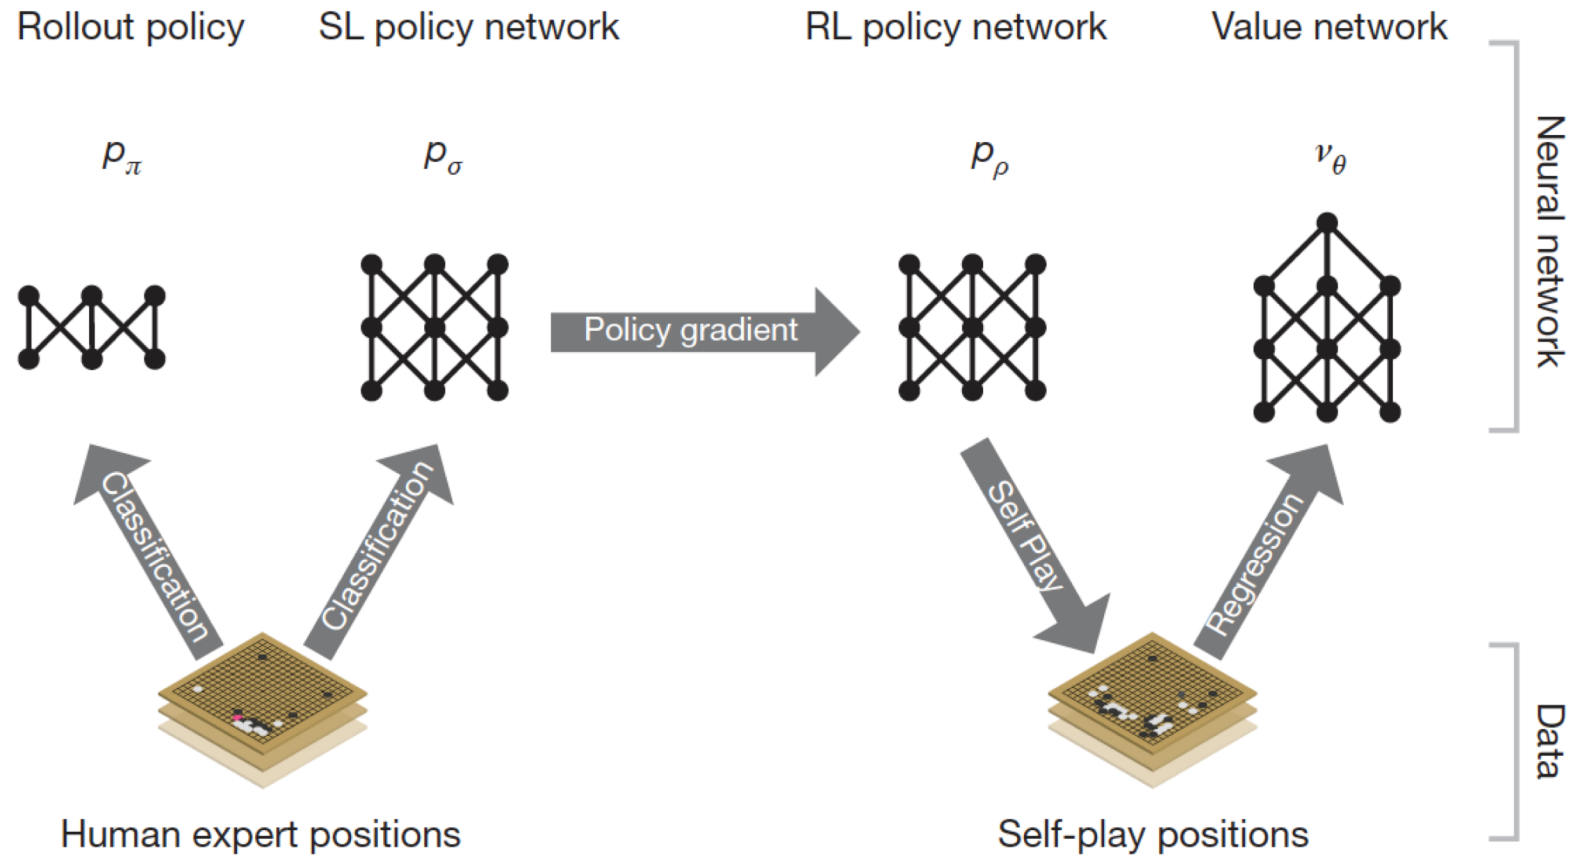 Rollout policy
SL policy network
RL policy network
Value network
pπ
pσ
pρ
νθ
Neural network
Policy gradient
Classification
Classification
Self Play
Regression
Data
Human expert positions
Self-play positions